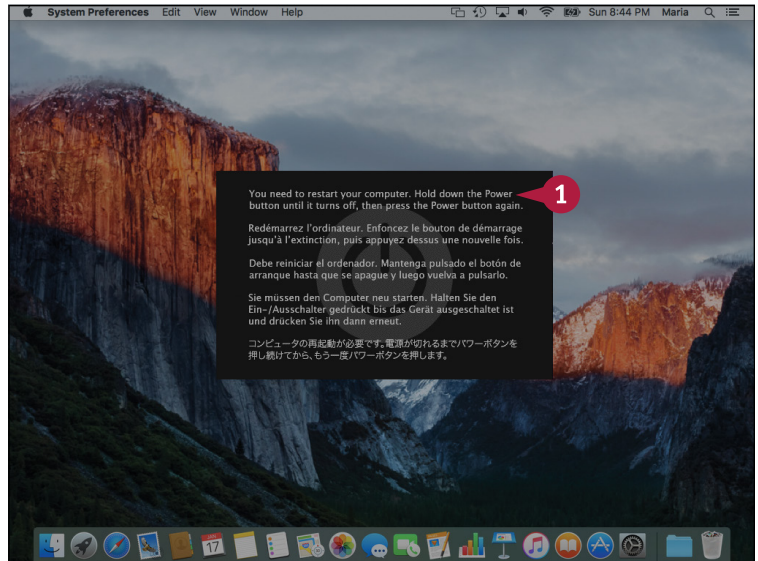 System Preferences Edit View Window Help Sun 8:44 PM Maria
You need to restart your computer. Hold down the Power
button until it turns off, then press the Power button again.
1
Redémarrez l'ordinateur. Enfoncez le bouton de démarrage
jusqu'à l'extinction, puis appuyez dessus une nouvelle fois.
Debe reiniciar el ordenador. Mantenga pulsado el botón de
arranque hasta que se apague y luego vuelva a pulsarlo.
Sie müssen den Computer neu starten. Halten Sie den
Ein-/Ausschalter gedrückt bis das Gerät ausgeschaltet ist
und drücken Sie ihn dann erneut.
コンピュータの再起動が必要です。電源が切れるまでパワーボタンを
押し続けてから、もう一度パワーボタンを押します。
17